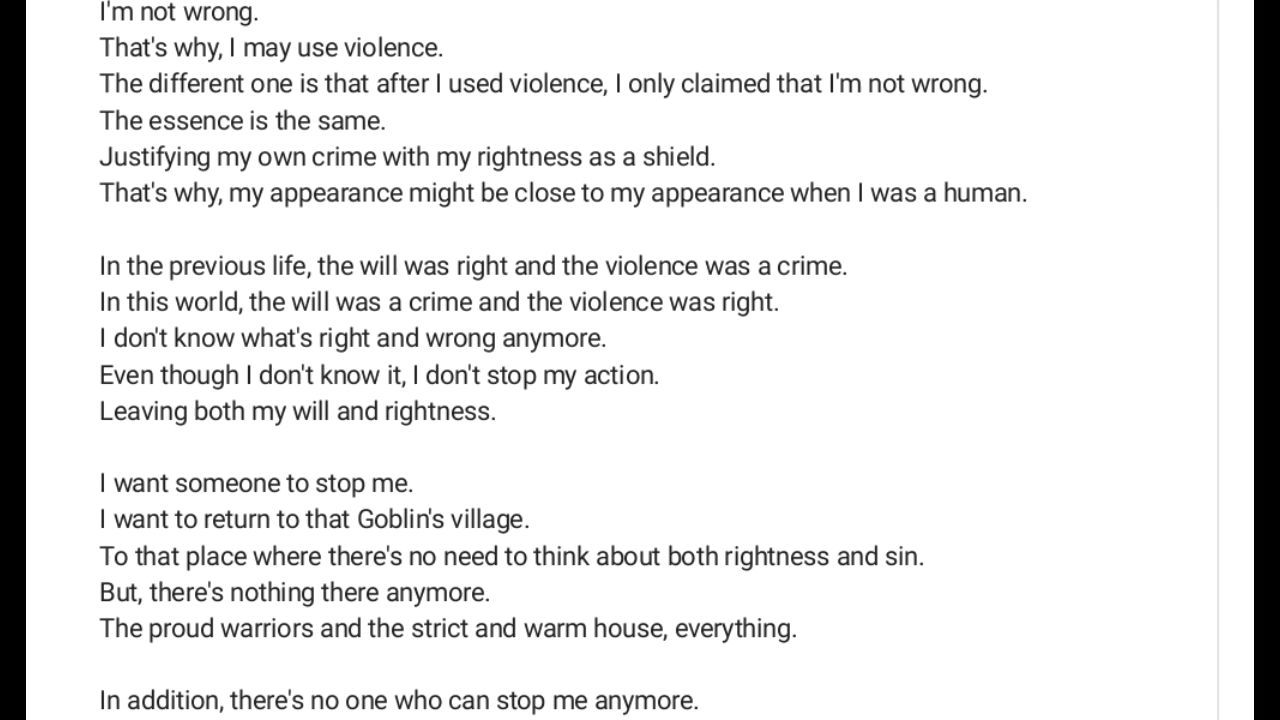 I'm not wrong.
That's why, I may use violence.
The different one is that after I used violence, I only claimed that I'm not wrong.
The essence is the same.
Justifying my own crime with my rightness as a shield.
That's why, my appearance might be close to my appearance when I was a human.
In the previous life, the will was right and the violence was a crime.
In this world, the will was a crime and the violence was right.
I don't know what's right and wrong anymore.
Even though I don't know it, I don't stop my action.
Leaving both my will and rightness.
I want someone to stop me.
I want to return to that Goblin's village.
To that place where there's no need to think about both rightness and sin.
But, there's nothing there anymore.
The proud warriors and the strict and warm house, everything.
In addition, there's no one who can stop me anymore.